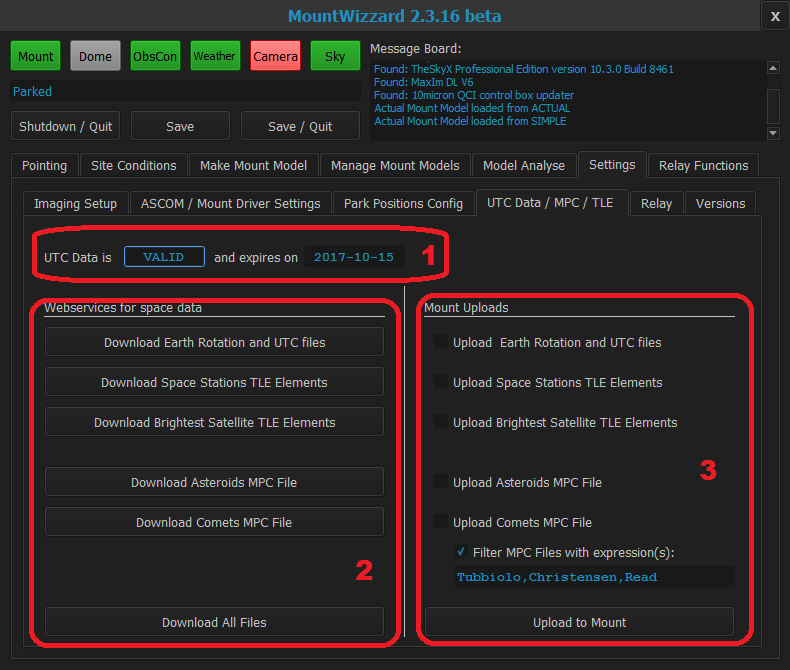 MountWizzard 2.3.16 beta
x
Mount Dome ObsCon Weather Camera Sky
Message Board:
Found: TheSkyX Professional Edition version 10.3.0 Build 8461
Found: MaxIm DL V6
Found: 10micron QCI control box updater
Actual Mount Model loaded from ACTUAL
Actual Mount Model loaded from SIMPLE
Parked
Shutdown / Quit Save Save / Quit
Pointing Site Conditions Make Mount Model Manage Mount Models Model Analyse Settings Relay Functions
Imaging Setup ASCOM / Mount Driver Settings Park Positions Config UTC Data / MPC / TLE Relay Versions
UTC Data is VALID and expires on 2017-10-15 1
Webservices for space data
Download Earth Rotation and UTC files
Download Space Stations TLE Elements
Download Brightest Satellite TLE Elements
Download Asteroids MPC File
Download Comets MPC File
2
Download All Files
Mount Uploads
Upload Earth Rotation and UTC files
Upload Space Stations TLE Elements
Upload Brightest Satellite TLE Elements
3
Upload Asteroids MPC File
Upload Comets MPC File
Filter MPC Files with expression(s):
Tubbiolo,Christensen,Read
Upload to Mount